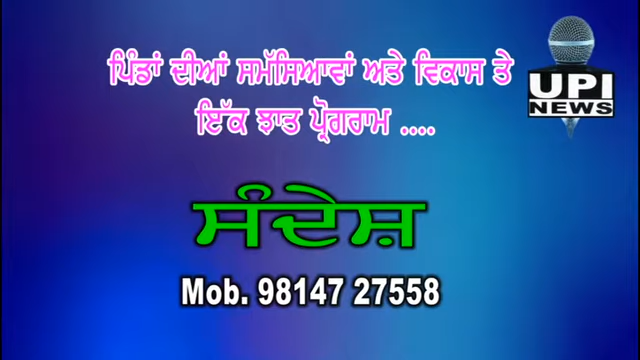 ਪਿੰਡਾਂ ਦੀਆਂ ਸਮੱਸਿਆਵਾਂ ਅਤੇ ਵਿਕਾਸ ਤੇ
ਇੱਕ ਝਾਤ ਪ੍ਰੋਗਰਾਮ ....
UPI
NEWS
ਸੰਦੇਸ਼
Mob. 98147 27558